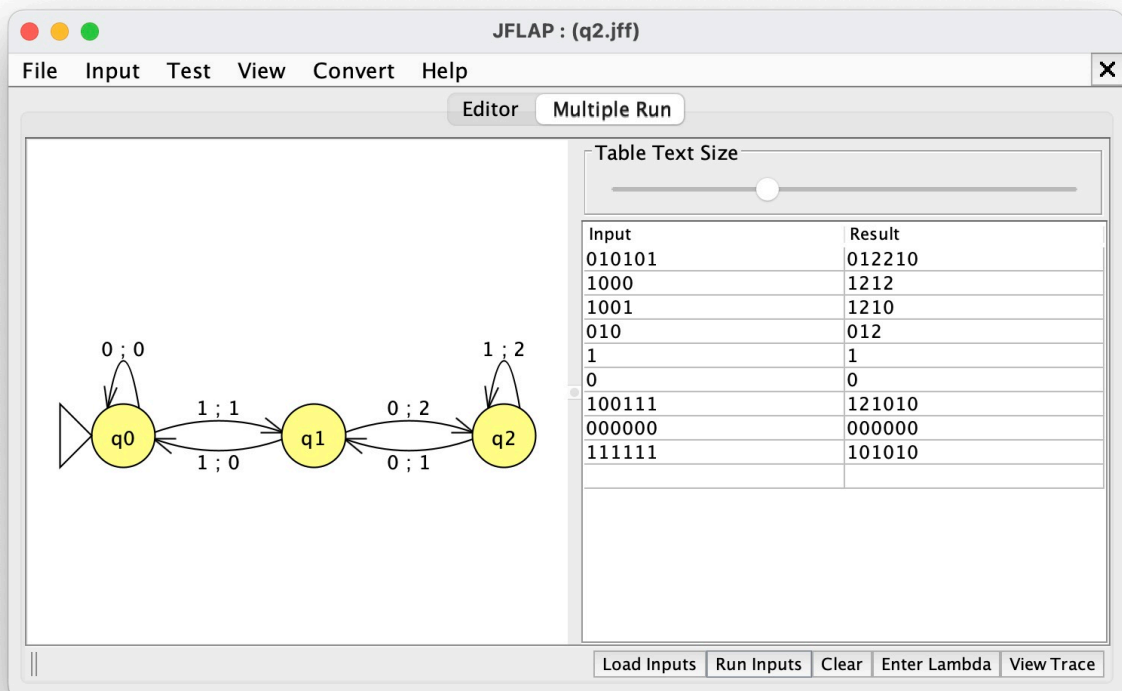 JFLAP : (q2.jff)
File Input Test View Convert Help
Editor Multiple Run
Table Text Size
Input Result
010101 012210
1000 1212
1001 1210
010 012
1 1
0 0
100111 121010
000000 000000
111111 101010
0 ; 0 1 ; 2
1 ; 1 0 ; 2
q0 q1 q2
1 ; 0 0 ; 1
Load Inputs Run Inputs Clear Enter Lambda View Trace